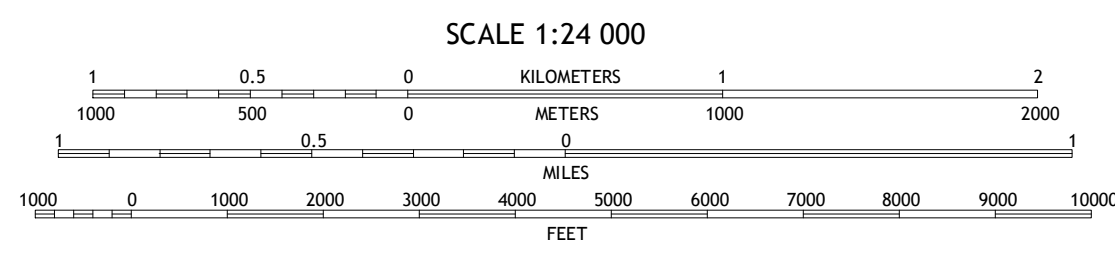 SCALE 1:24 000
1 0.5 0 KILOMETERS 1 2
1000 500 0 METERS 1000 2000
1 0.5 0 1
MILES
1000 0 1000 2000 3000 4000 5000 6000 7000 8000 9000 10000
FEET